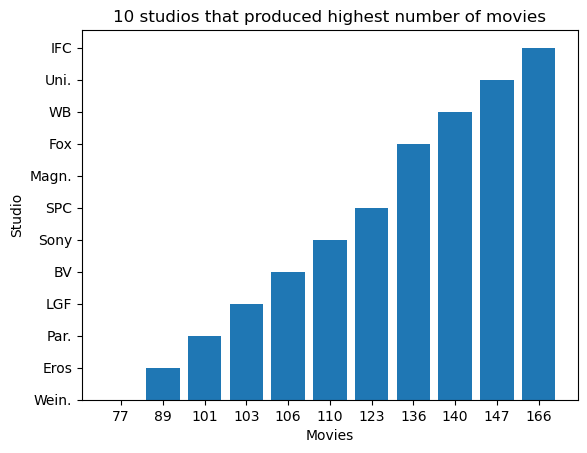 10 studios that produced highest number of movies
IFC
Uni.
WB
Fox
Magn.
SPC
Sony
BV
LGF
Par.
Eros
Wein.
Studio
77 89 101 103 106 110 123 136 140 147 166
Movies